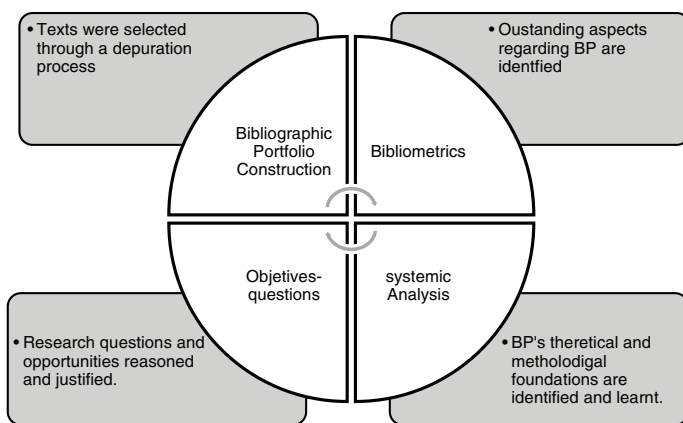 • Texts were selected
through a depuration
process
• Oustanding aspects
regarding BP are
identfied
Bibliographic
Portfolio
Construction
Bibliometrics
Objetives-
questions
systemic
Analysis
• Research questions and
opportunities reasoned
and justified.
• BP's theretical and
metholodigal
foundations are
identified and learnt.